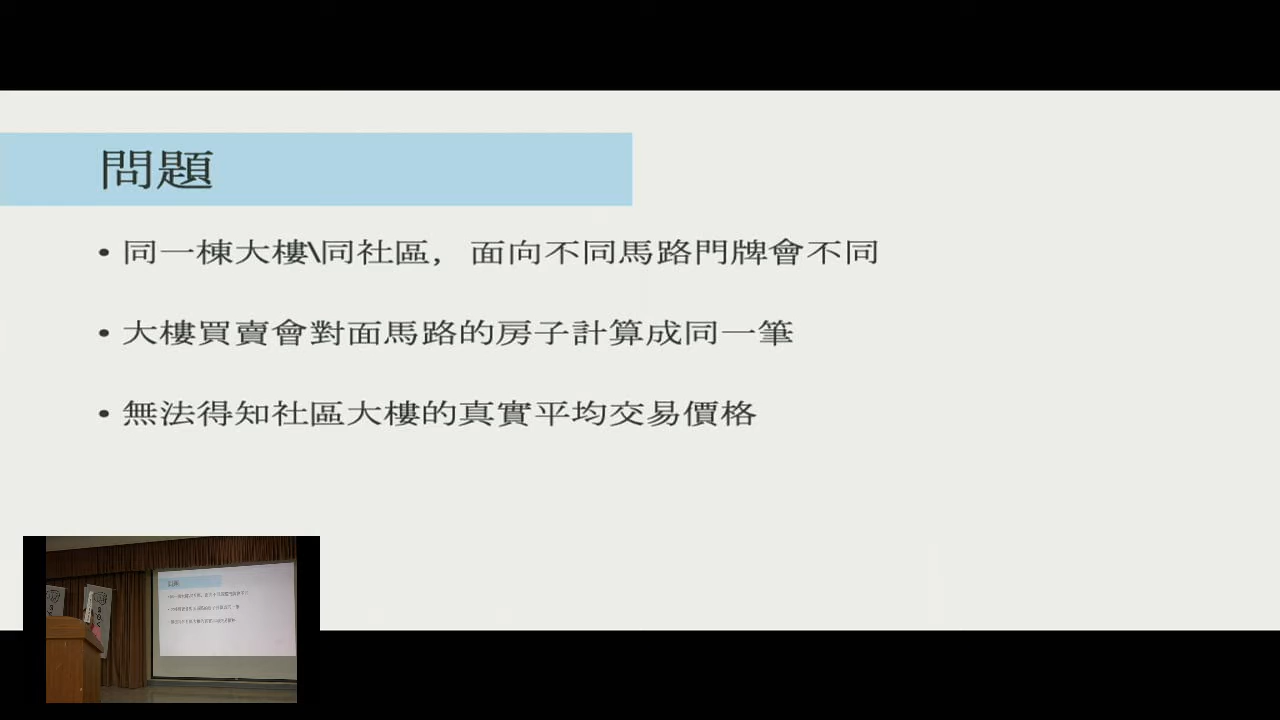 問題
• 同一棟大樓\同社區，面向不同馬路門牌會不同
• 大樓買賣會對面馬路的房子計算成同一筆
• 無法得知社區大樓的真實平均交易價格